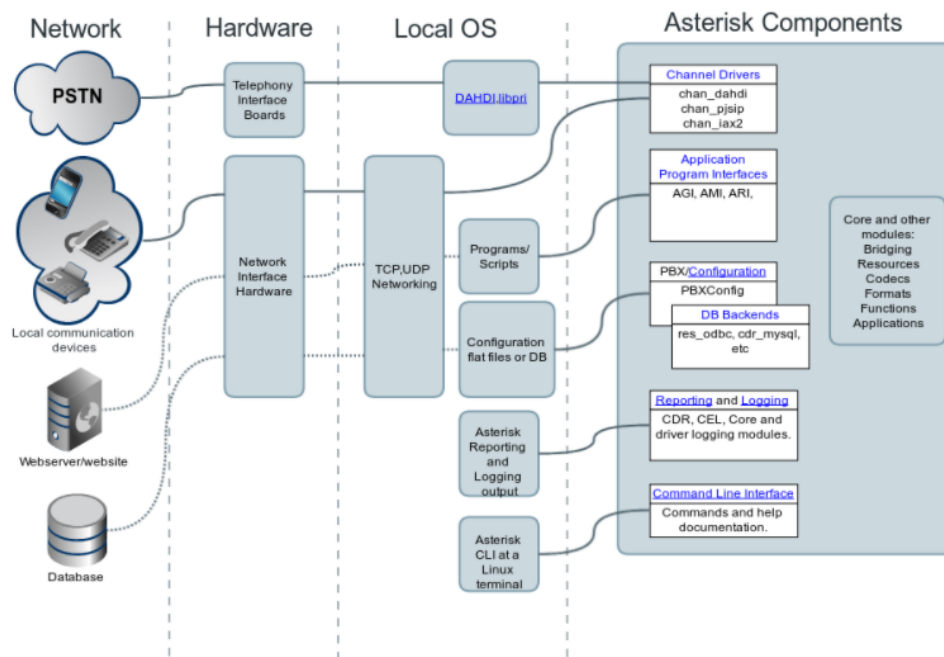 Network
Hardware
Local OS
Asterisk Components
PSTN
Telephony
Interface
Boards
DAHDI,libpri
Channel Drivers
chan_dahdi
chan_pjsip
chan_iax2
Local communication
devices
Network
Interface
Hardware
TCP,UDP
Networking
Programs/
Scripts
Application
Program Interfaces
AGI, AMI, ARI,
Core and other
modules:
Bridging
Resources
Codecs
Formats
Functions
Applications
Configuration
flat files or DB
PBX/Configuration
PBXConfig
DB Backends
res_odbc, cdr_mysql,
etc
Webserver/website
Asterisk
Reporting
and
Logging
output
Reporting and Logging
CDR, CEL, Core and
driver logging modules.
Database
Asterisk
CLI at a
Linux
terminal
Command Line Interface
Commands and help
documentation.